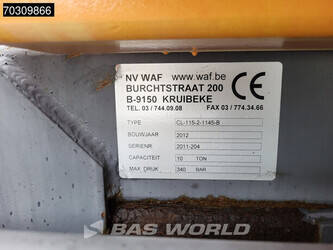 70309866
NV WAF www.waf.be
BURCHTSTRAAT 200
B-9150 KRUIBEKE
TEL. 03 / 744.09.08 FAX 03 / 774.34.66
CE
TYPE CL-115-2-1145-B
BOUWJAAR 2012
SERIENR 2011-204
CAPACITEIT 10 TON
MAX. DRUK 340 BAR
BAS WORLD